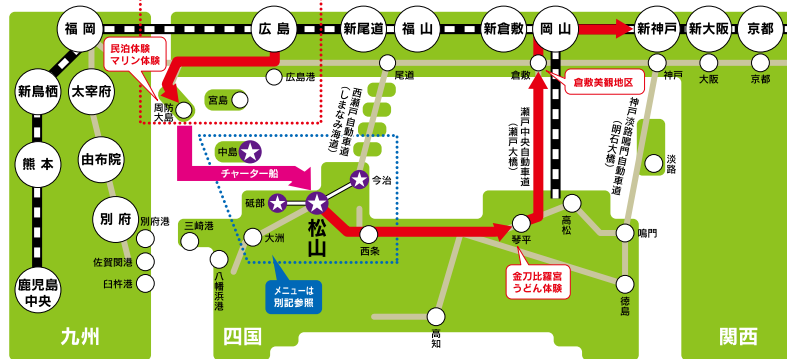 福岡
広島
新尾道
福山
新倉敷
岡山
新神戸
新大阪
京都
民泊体験
マリン体験
広島港
尾道
倉敷
倉敷美観地区
神戸
大阪
京都
新鳥栖
太宰府
周防
大島
宮島
西瀬戸自動車道
(しまなみ海道)
瀬戸中央自動車道
(瀬戸大橋)
神戸淡路鳴門自動車道
(明石大橋)
淡路
熊本
由布院
中島
チャーター船
今治
砥部
松山
別府
別府港
三崎港
大洲
西条
琴平
高松
鳴門
佐賀関港
臼杵港
八幡浜港
メニューは
別記参照
金刀比羅宮
うどん体験
徳島
鹿児島
中央
高知
九州
四国
関西